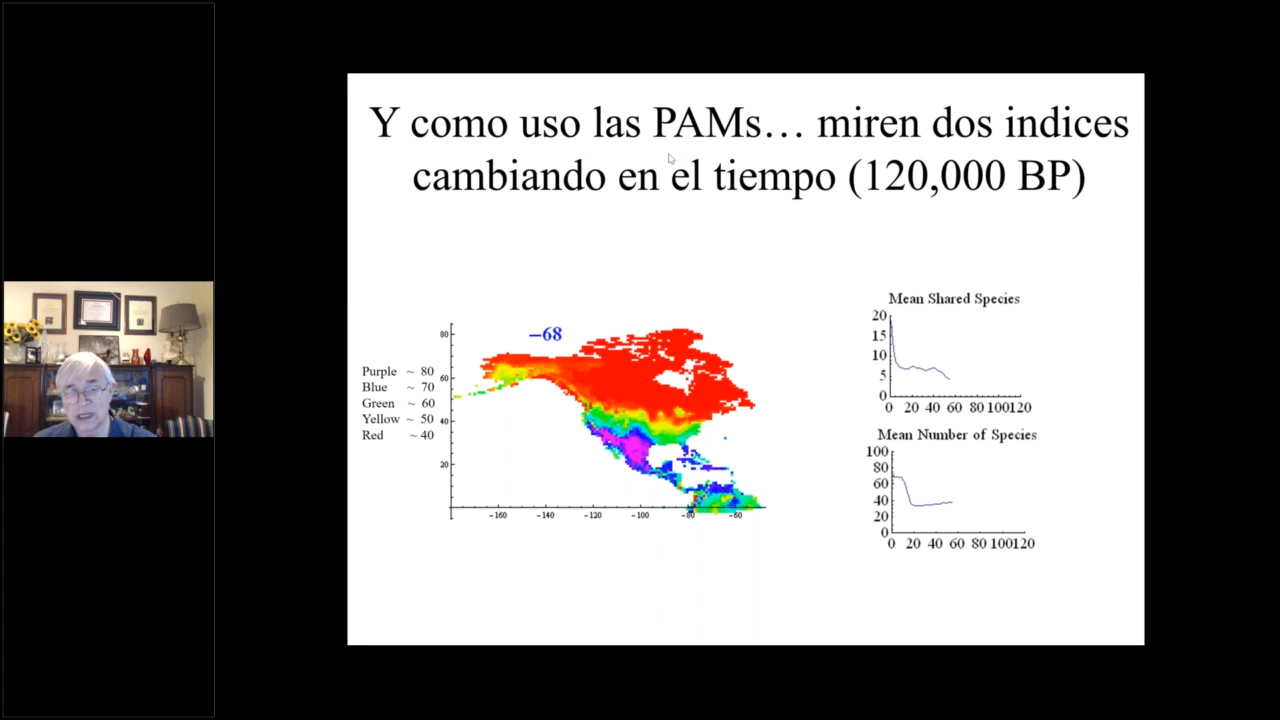 Y como uso las PAMs… miren dos indices
cambiando en el tiempo (120,000 BP)
−68
80
60
40
20
−160 −140 −120 −100 −80 −60
Purple ~ 80
Blue ~ 70
Green ~ 60
Yellow ~ 50
Red ~ 40
Mean Shared Species
20
15
10
5
0
0 20 40 60 80 100120
Mean Number of Species
100
80
60
40
20
0
0 20 40 60 80 100120